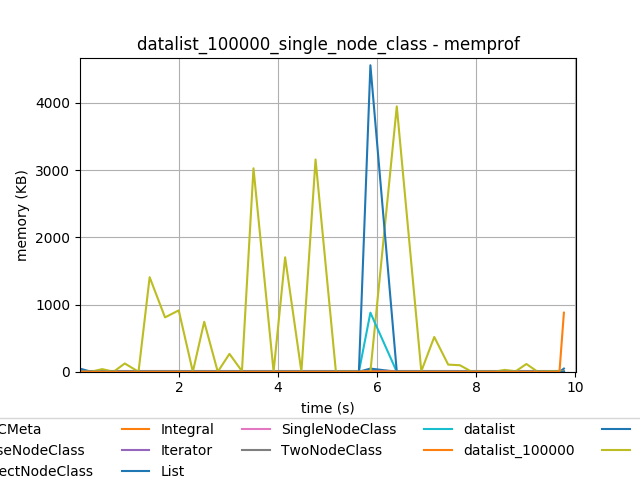 datalist_100000_single_node_class - memprof
memory (KB)
4000
3000
2000
1000
0
2 4 6 8 10
time (s)
CMeta Integral SingleNodeClass datalist
seNodeClass Iterator TwoNodeClass datalist_100000
ectNodeClass List